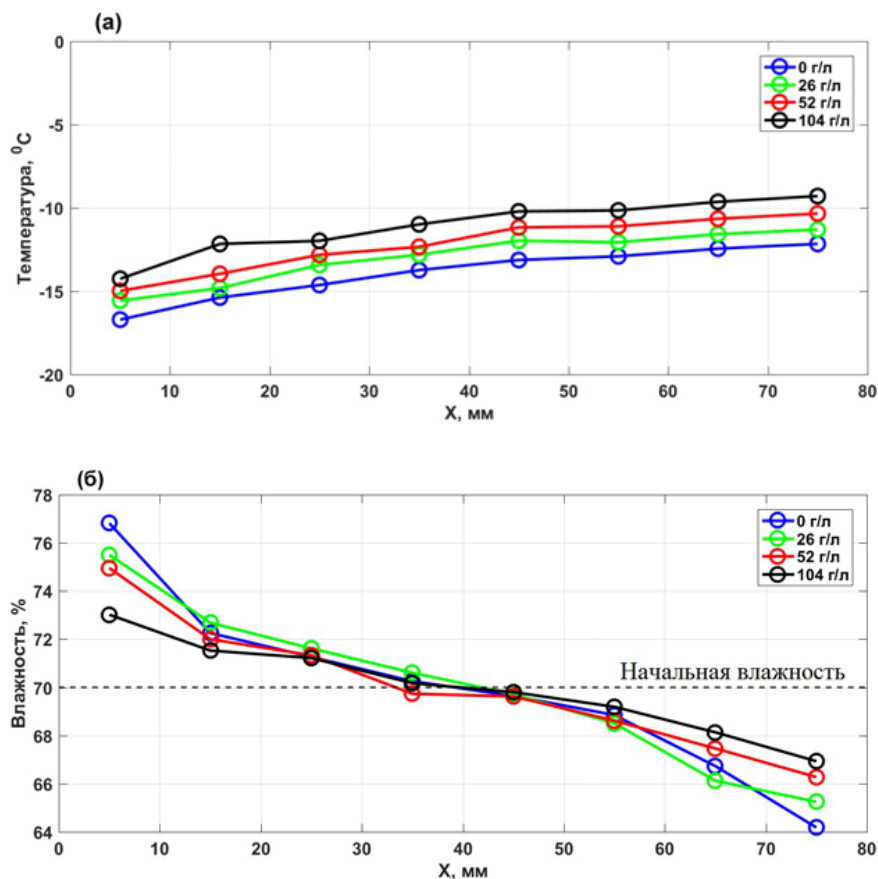 (а)
0
-5
-10
-15
-20
Температура, ⁰C
0 10 20 30 40 50 60 70 80
X, мм
0 г/л
26 г/л
52 г/л
104 г/л
(б)
78
76
74
72
70
68
66
64
Влажность, %
0 10 20 30 40 50 60 70 80
X, мм
0 г/л
26 г/л
52 г/л
104 г/л
Начальная влажность